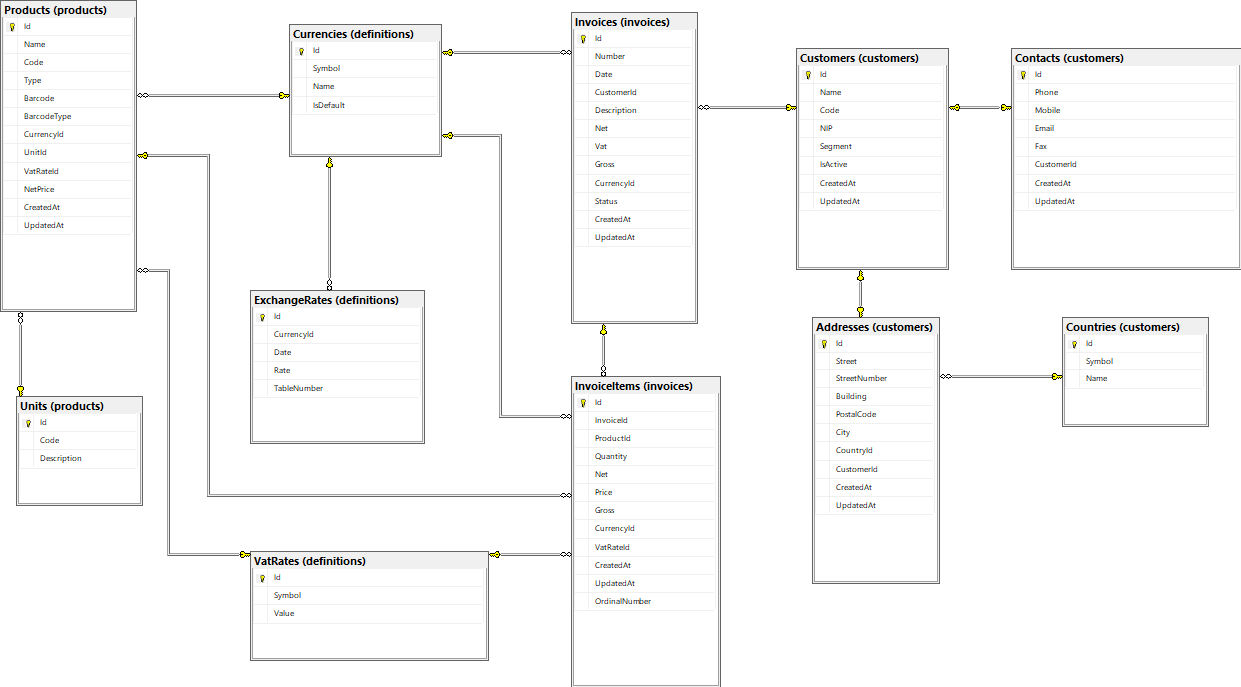 Products (products)
Id
Name
Code
Type
Barcode
BarcodeType
CurrencyId
UnitId
VatRateId
NetPrice
CreatedAt
UpdatedAt
Currencies (definitions)
Id
Symbol
Name
IsDefault
Invoices (invoices)
Id
Number
Date
CustomerId
Description
Net
Vat
Gross
CurrencyId
Status
CreatedAt
UpdatedAt
Customers (customers)
Id
Name
Code
NIP
Segment
IsActive
CreatedAt
UpdatedAt
Contacts (customers)
Id
Phone
Mobile
Email
Fax
CustomerId
CreatedAt
UpdatedAt
ExchangeRates (definitions)
Id
CurrencyId
Date
Rate
TableNumber
Units (products)
Id
Code
Description
InvoiceItems (invoices)
Id
InvoiceId
ProductId
Quantity
Net
Price
Gross
CurrencyId
VatRateId
CreatedAt
UpdatedAt
OrdinalNumber
Addresses (customers)
Id
Street
StreetNumber
Building
PostalCode
City
CountryId
CustomerId
CreatedAt
UpdatedAt
Countries (customers)
Id
Symbol
Name
VatRates (definitions)
Id
Symbol
Value